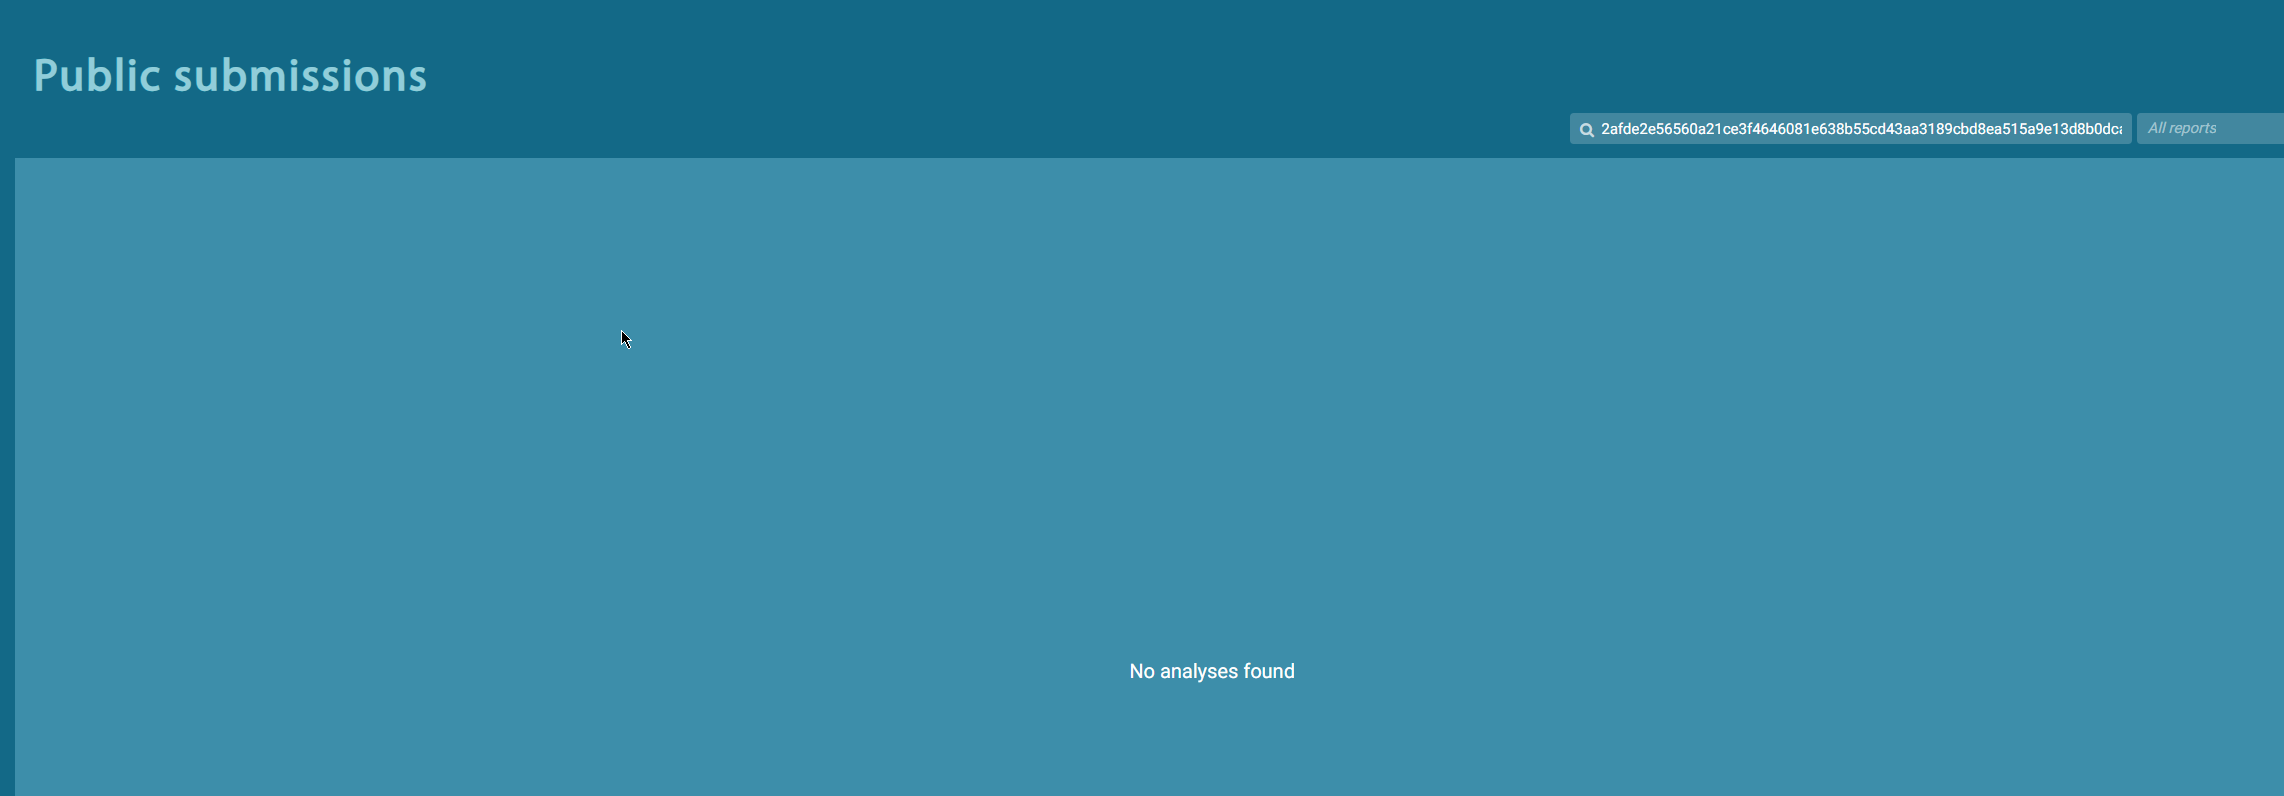 Public submissions
2afde2e56560a21ce3f4646081e638b55cd43aa3189cbd8ea515a9e13d8b0dc
All reports
No analyses found